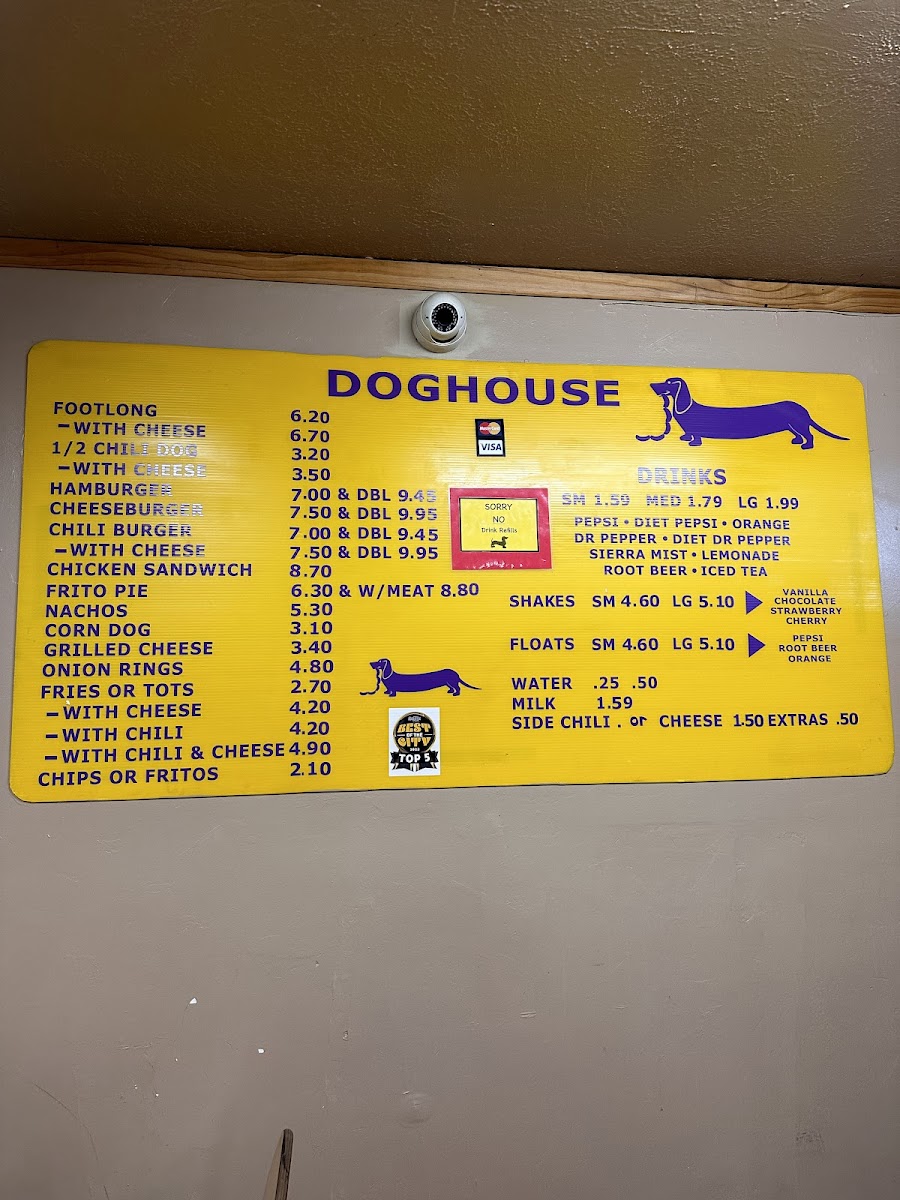 DOGHOUSE
FOOTLONG 6.20
–WITH CHEESE 6.70
1/2 CHILI DOG 3.20
–WITH CHEESE 3.50
HAMBURGER 7.00 & DBL 9.45
CHEESEBURGER 7.50 & DBL 9.95
CHILI BURGER 7.00 & DBL 9.45
–WITH CHEESE 7.50 & DBL 9.95
CHICKEN SANDWICH 8.70
FRITO PIE 6.30 & W/MEAT 8.80
NACHOS 5.30
CORN DOG 3.10
GRILLED CHEESE 3.40
ONION RINGS 4.80
FRIES OR TOTS 2.70
–WITH CHEESE 4.20
–WITH CHILI 4.20
–WITH CHILI & CHEESE 4.90
CHIPS OR FRITOS 2.10
MasterCard
VISA
SORRY
NO
Drink Refills
BEST
OF THE
CITY
TOP 5
DRINKS
SM 1.59 MED 1.79 LG 1.99
PEPSI • DIET PEPSI • ORANGE
DR PEPPER • DIET DR PEPPER
SIERRA MIST • LEMONADE
ROOT BEER • ICED TEA
SHAKES SM 4.60 LG 5.10
VANILLA
CHOCOLATE
STRAWBERRY
CHERRY
FLOATS SM 4.60 LG 5.10
PEPSI
ROOT BEER
ORANGE
WATER .25 .50
MILK 1.59
SIDE CHILI . or CHEESE 1.50 EXTRAS .50